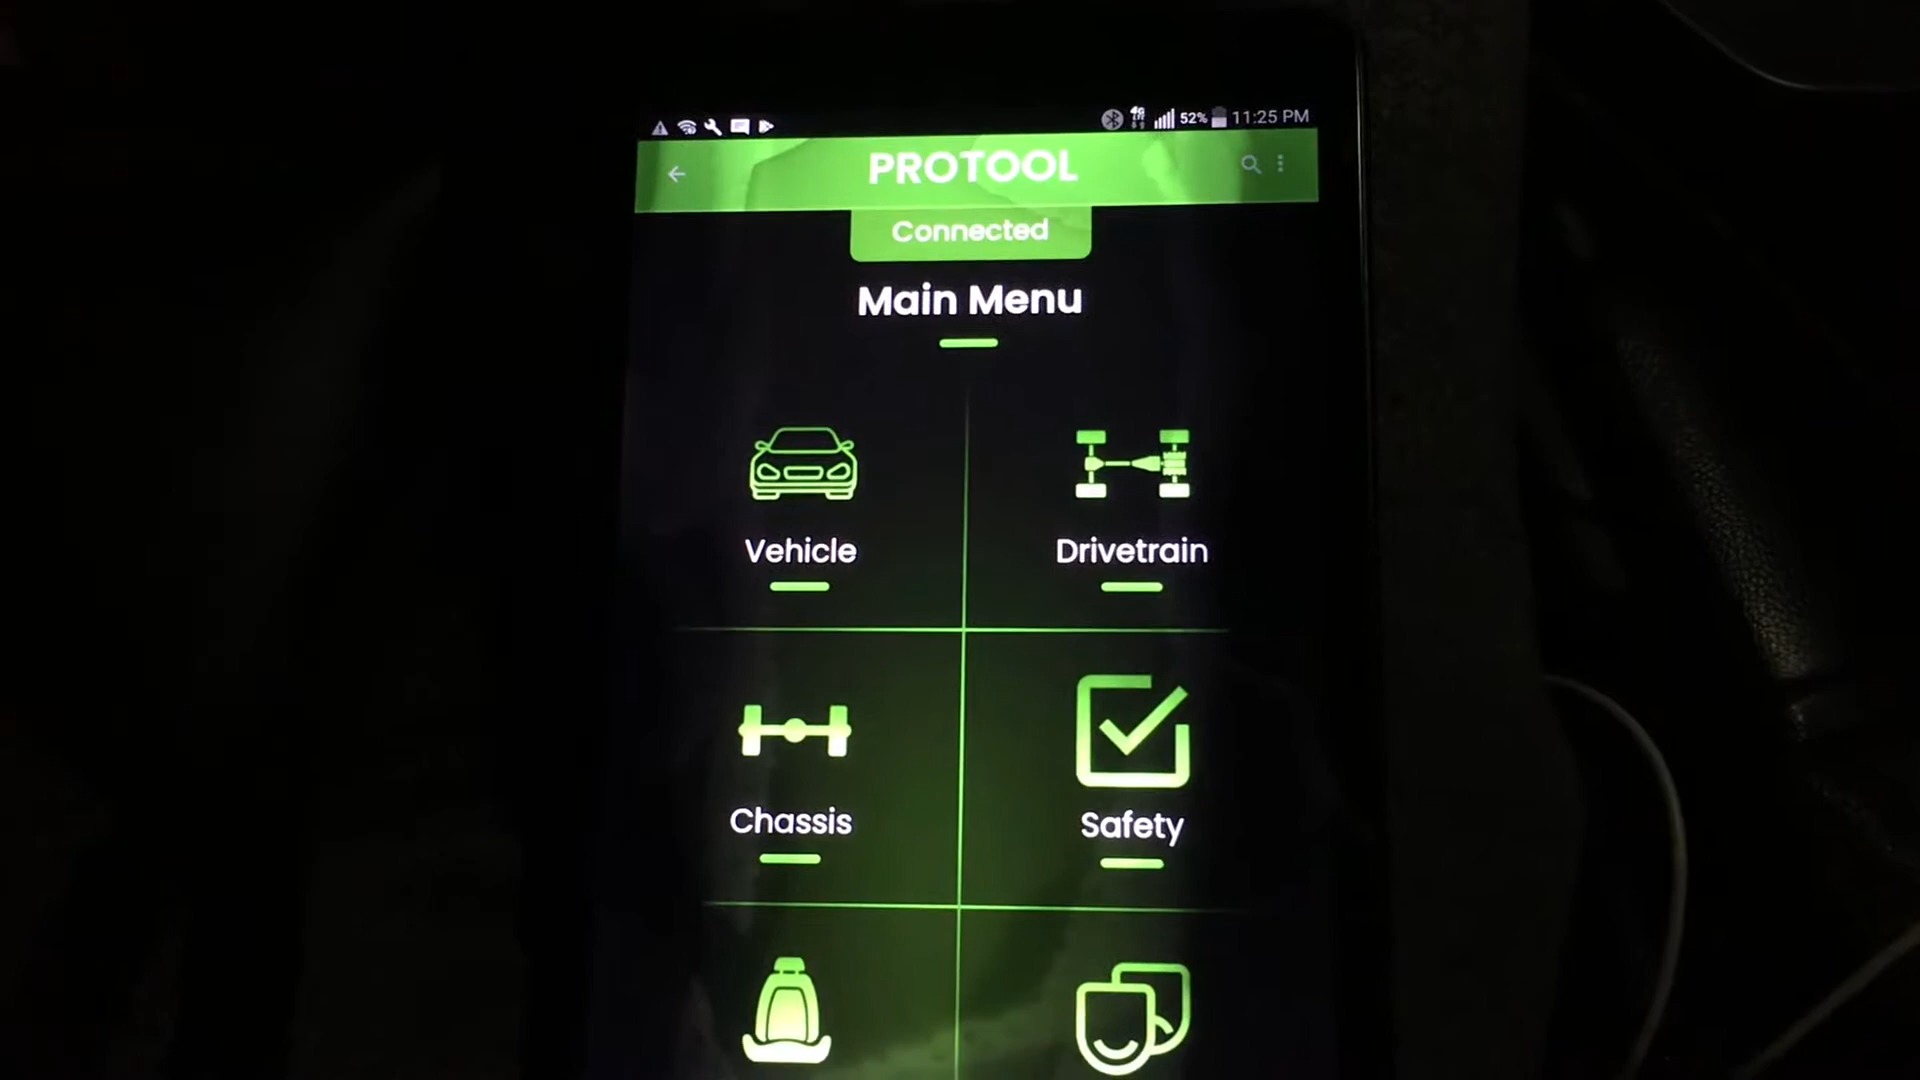 52% 11:25 PM
PROTOOL
Connected
Main Menu
Vehicle
Drivetrain
Chassis
Safety